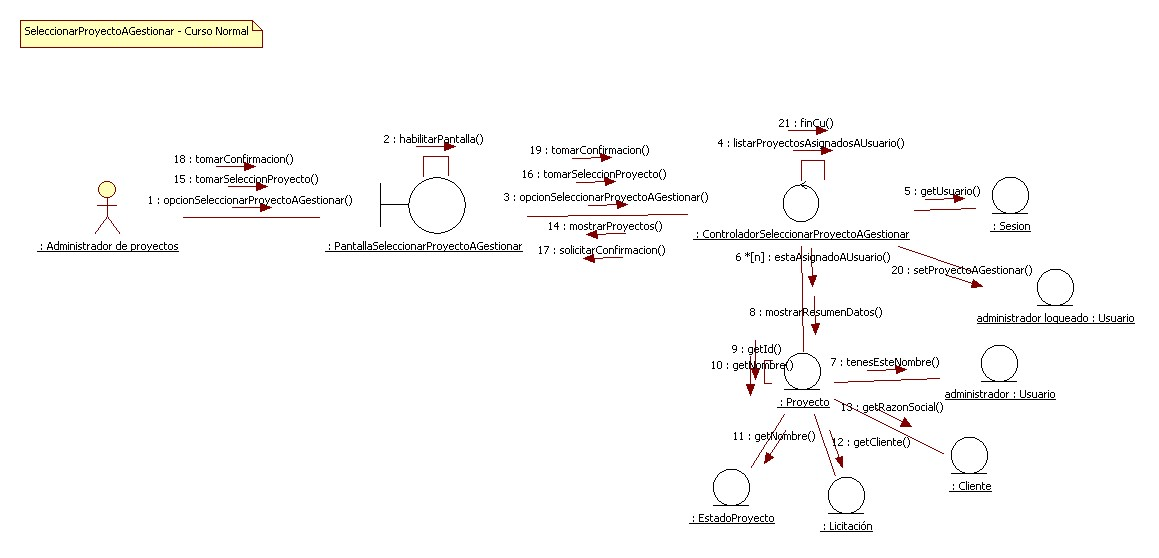 SeleccionarProyectoAGestionar - Curso Normal
21 : finCu()
2 : habilitarPantalla()
4 : listarProyectosAsignadosAUsuario()
18 : tomarConfirmacion()
19 : tomarConfirmacion()
15 : tomarSeleccionProyecto()
16 : tomarSeleccionProyecto()
1 : opcionSeleccionarProyectoAGestionar()
3 : opcionSeleccionarProyectoAGestionar()
5 : getUsuario()
14 : mostrarProyectos()
: Sesion
: Administrador de proyectos
: PantallaSeleccionarProyectoAGestionar
: ControladorSeleccionarProyectoAGestionar
17 : solicitarConfirmacion()
6 *[n] : estaAsignadoAUsuario()
20 : setProyectoAGestionar()
8 : mostrarResumenDatos()
administrador loqueado : Usuario
9 : getId()
10 : getNombre()
7 : tenesEsteNombre()
administrador : Usuario
: Proyecto
13 : getRazonSocial()
11 : getNombre()
12 : getCliente()
: Cliente
: EstadoProyecto
: Licitación